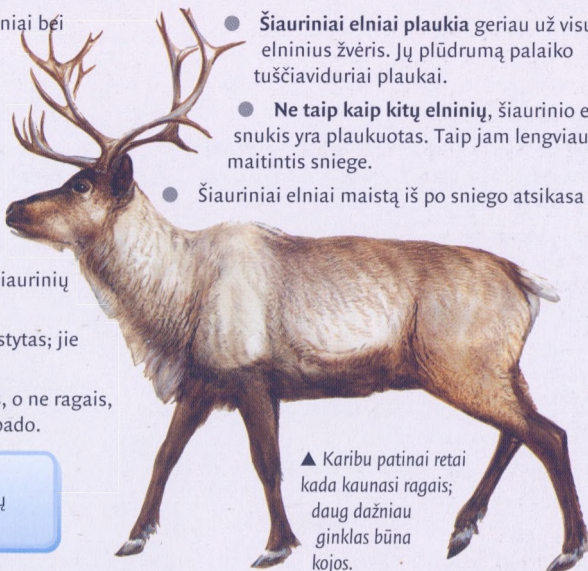 niai bei
iaurinių
stytas; jie
, o ne ragais,
pado.
ų
● Šiauriniai elniai plaukia geriau už visu
elninius žvėris. Jų plūdrumą palaiko
tuščiaviduriai plaukai.
● Ne taip kaip kitų elninių, šiaurinio e
snukis yra plaukuotas. Taip jam lengviau
maitintis sniege.
● Šiauriniai elniai maistą iš po sniego atsikasa
▲ Karibu patinai retai
kada kaunasi ragais;
daug dažniau
ginklas būna
kojos.